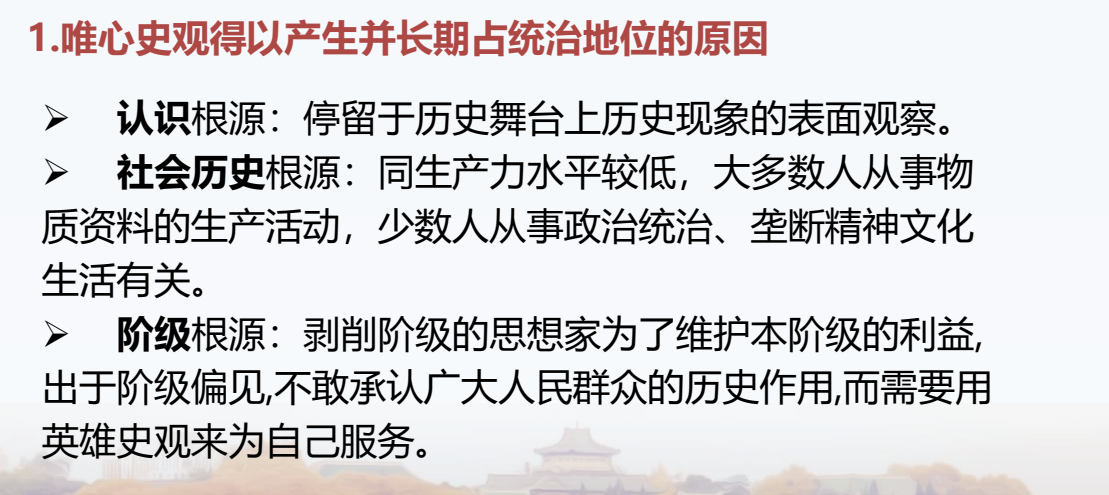 1.唯心史观得以产生并长期占统治地位的原因
➢ 认识根源：停留于历史舞台上历史现象的表面观察。
➢ 社会历史根源：同生产力水平较低，大多数人从事物
质资料的生产活动，少数人从事政治统治、垄断精神文化
生活有关。
➢ 阶级根源：剥削阶级的思想家为了维护本阶级的利益,
出于阶级偏见,不敢承认广大人民群众的历史作用,而需要用
英雄史观来为自己服务。